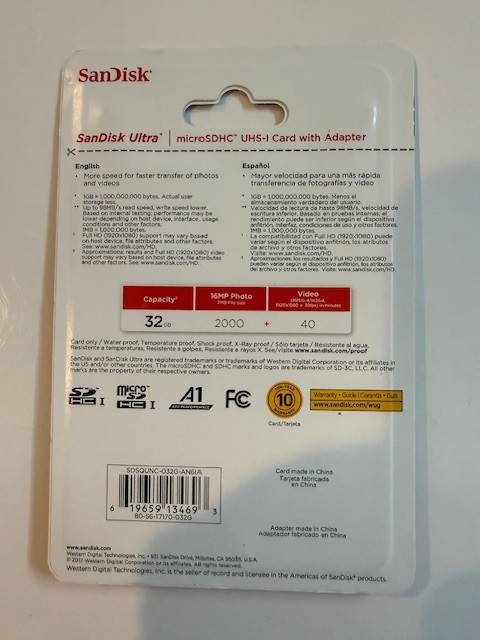 SanDisk®
SanDisk Ultra® | microSDHC™ UHS-I Card with Adapter
English
• More speed for faster transfer of photos
and videos
* 1GB = 1,000,000,000 bytes. Actual user
storage less.
** Up to 98MB/s read speed, write speed lower.
Based on internal testing; performance may be
lower depending on host device, interface, usage
conditions and other factors.
1MB = 1,000,000 bytes.
Full HD (1920x1080) support may vary based
on host device, file attributes and other factors.
See: www.sandisk.com/HD.
Approximations: results and Full HD (1920x1080) video
support may vary based on host device, file attributes
and other factors. See www.sandisk.com/HD.
Español
• Mayor velocidad para una más rápida
transferencia de fotografías y video
* 1GB = 1,000,000,000 bytes. Menos el
almacenamiento verdadero del usuario.
** Velocidad de lectura de hasta 98MB/s, velocidad de
escritura inferior. Basado en pruebas internas; el
rendimiento puede ser inferior según el dispositivo
anfitrión, interfaz, condiciones de uso y otros factores.
1MB = 1,000,000 bytes.
La compatibilidad con Full HD (1920x1080) puede
variar según el dispositivo anfitrión, los atributos
de archivo y otros factores.
Visite: www.sandisk.com/HD.
Aproximaciones: los resultados y Full HD (1920x1080)
pueden variar según el dispositivo anfitrión, los atributos
del archivo y otros factores. Visite www.sandisk.com/HD.
Capacity 16MP Photo Video
1920x1080 @ 30fps) in minutes
32GB 2000 + 40
Card only / Water proof, Temperature proof, Shock proof, X-Ray proof / Sólo tarjeta / Resistente al agua,
Resistente a temperaturas, Resistente a golpes, Resistente a rayos X. See/Visite www.sandisk.com/proof
SanDisk and SanDisk Ultra are registered trademarks or trademarks of Western Digital Corporation or its affiliates in
the US and/or other countries. The microSDHC and SDHC marks and logos are trademarks of SD-3C, LLC. All other
marks are the property of their respective owners.
SD HC I micro SD HC I A1 APP PERFORMANCE FC 10 WARRANTY
Warranty • Guide | Garantía • Guía
www.sandisk.com/wug
Card/Tarjeta
SDSQUNC-032G-AN6IA
6 19659 13469 3
80-56-17170-032G
Card made in China
Tarjeta fabricada
en China
Adapter made in China
Adaptador fabricado en China
www.sandisk.com
Western Digital Technologies, Inc. • 951 SanDisk Drive, Milpitas, CA 95035, U.S.A.
© 2017 Western Digital Corporation or its affiliates. All rights reserved.
Western Digital Technologies, Inc. is the seller of record and licensee in the Americas of SanDisk® products.